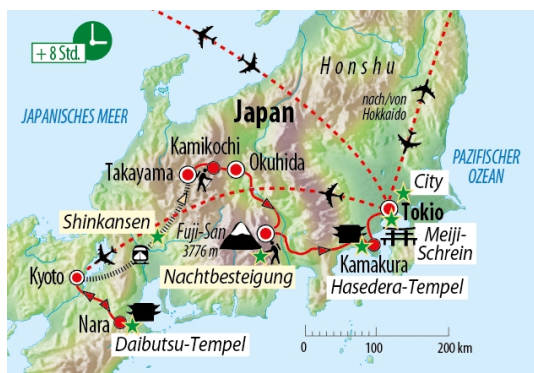 + 8 Std.
Honshu
JAPANISCHES MEER
Japan
nach/von
Hokkaido
Kamikochi
PAZIFISCHER
OZEAN
Takayama
Okuhida
City
Tokio
Shinkansen
Fuji-San
3776 m
Meiji-
Schrein
Kyoto
Nachtbesteigung
Kamakura
Hasedera-Tempel
Nara
Daibutsu-Tempel
0 100 200 km